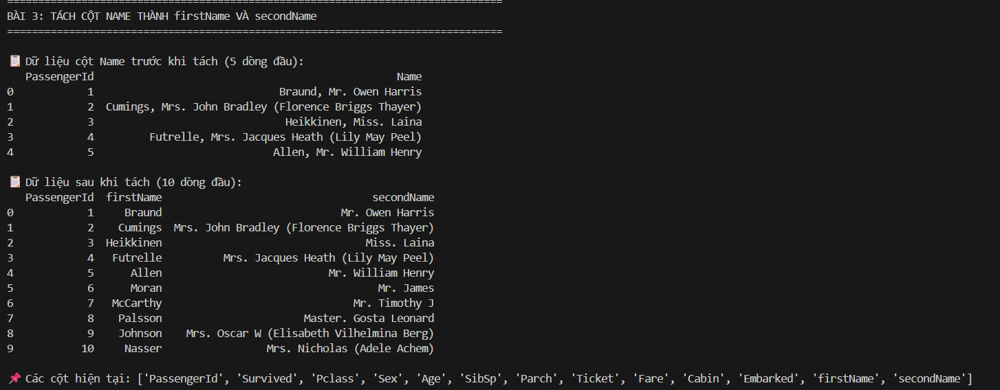 ================================================================================
BÀI 3: TÁCH CỘT NAME THÀNH firstName VÀ secondName
================================================================================
📋 Dữ liệu cột Name trước khi tách (5 dòng đầu):
   PassengerId                                                 Name
0            1                              Braund, Mr. Owen Harris
1            2  Cumings, Mrs. John Bradley (Florence Briggs Thayer)
2            3                               Heikkinen, Miss. Laina
3            4         Futrelle, Mrs. Jacques Heath (Lily May Peel)
4            5                             Allen, Mr. William Henry
📋 Dữ liệu sau khi tách (10 dòng đầu):
   PassengerId  firstName                                  secondName
0            1     Braund                             Mr. Owen Harris
1            2    Cumings  Mrs. John Bradley (Florence Briggs Thayer)
2            3  Heikkinen                                 Miss. Laina
3            4   Futrelle          Mrs. Jacques Heath (Lily May Peel)
4            5      Allen                           Mr. William Henry
5            6      Moran                                   Mr. James
6            7   McCarthy                               Mr. Timothy J
7            8    Palsson                       Master. Gosta Leonard
8            9    Johnson    Mrs. Oscar W (Elisabeth Vilhelmina Berg)
9           10     Nasser                 Mrs. Nicholas (Adele Achem)
📌 Các cột hiện tại: ['PassengerId', 'Survived', 'Pclass', 'Sex', 'Age', 'SibSp', 'Parch', 'Ticket', 'Fare', 'Cabin', 'Embarked', 'firstName', 'secondName']